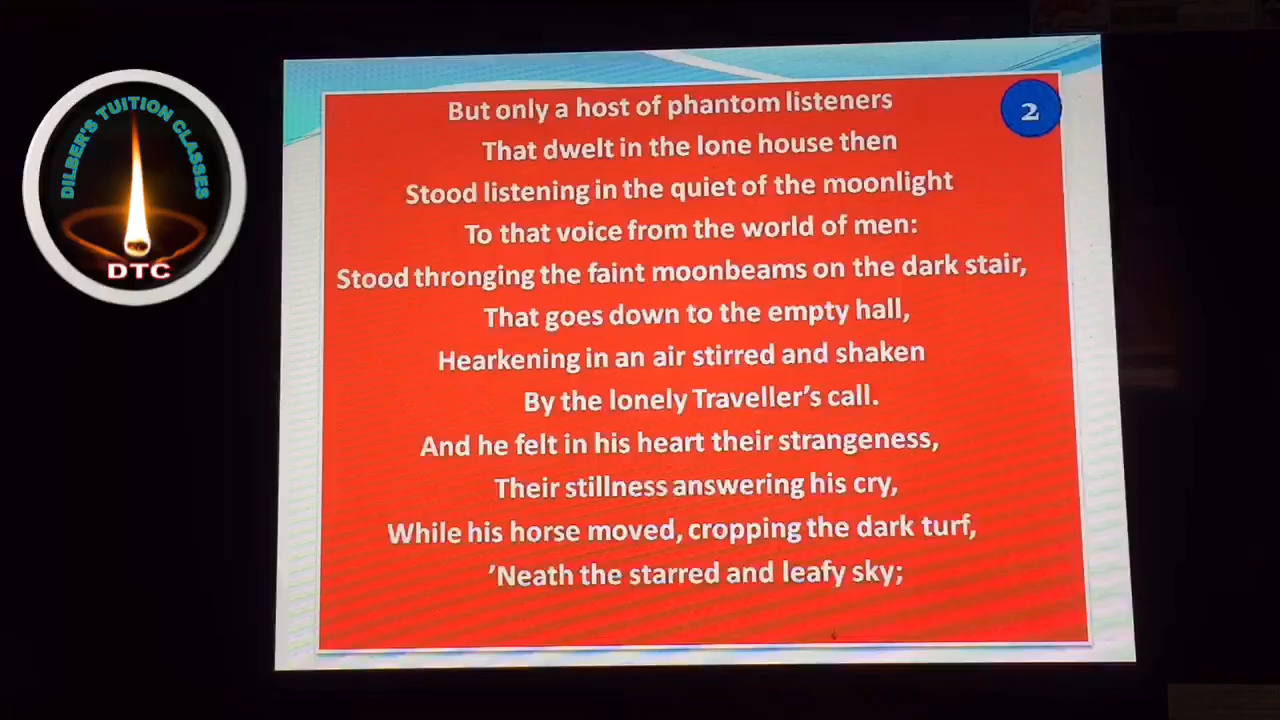 DILBER'S TUITION CLASSES
DTC
2
But only a host of phantom listeners
That dwelt in the lone house then
Stood listening in the quiet of the moonlight
To that voice from the world of men:
Stood thronging the faint moonbeams on the dark stair,
That goes down to the empty hall,
Hearkening in an air stirred and shaken
By the lonely Traveller's call.
And he felt in his heart their strangeness,
Their stillness answering his cry,
While his horse moved, cropping the dark turf,
'Neath the starred and leafy sky;